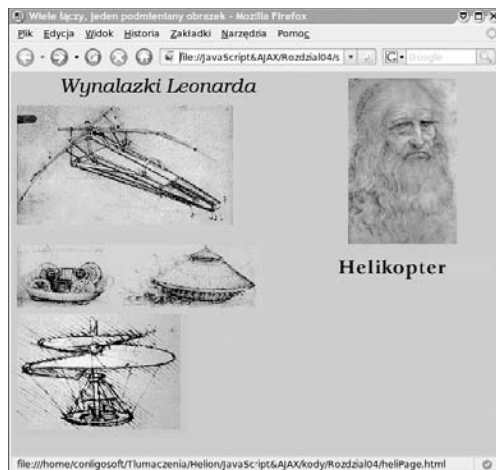 Wiele łączy, jeden podmieniany obrazek - Mozilla Firefox
Plik Edycja Widok Historia Zakładki Narzędzia Pomoc
file://JavaScript&AJAX/Rozdzial04/s
Google
Wynalazki Leonarda
Helikopter
file:///home/conligosoft/Tlumaczenia/Helion/JavaScript&AJAX/kody/Rozdzial04/heliPage.html